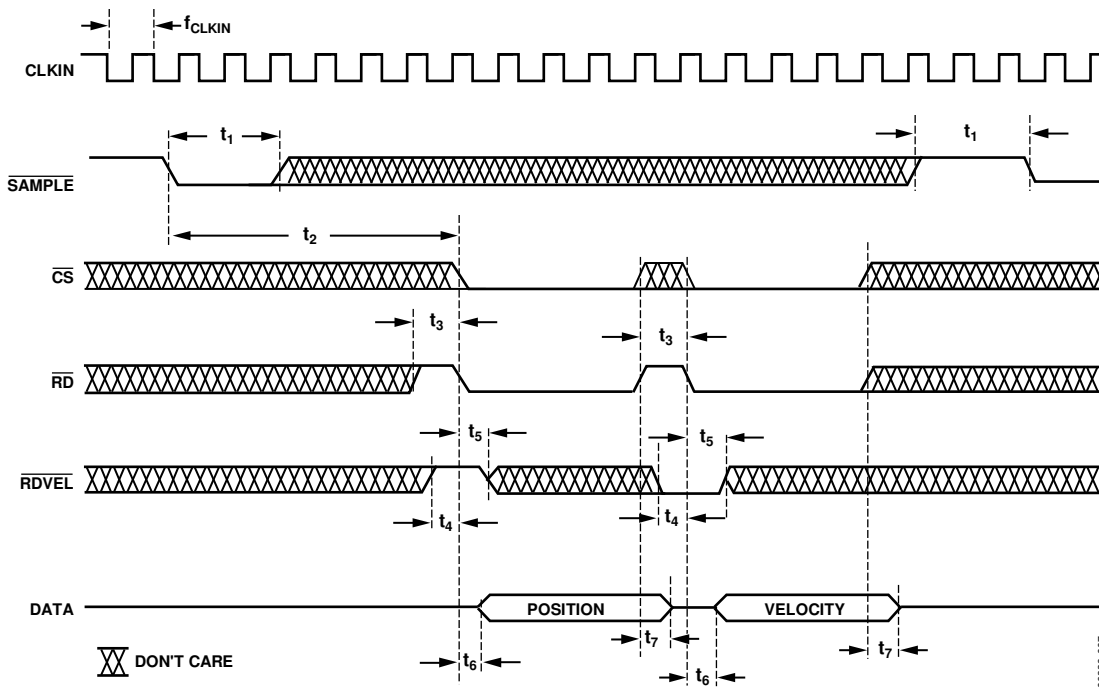 f_CLKIN
CLKIN
t₁ t₁
SAMPLE
t₂
CS
t₃ t₃
RD
t₅ t₅
RDVEL
t₄ t₄
DATA POSITION VELOCITY
t₆ t₇ t₆ t₇
DON'T CARE